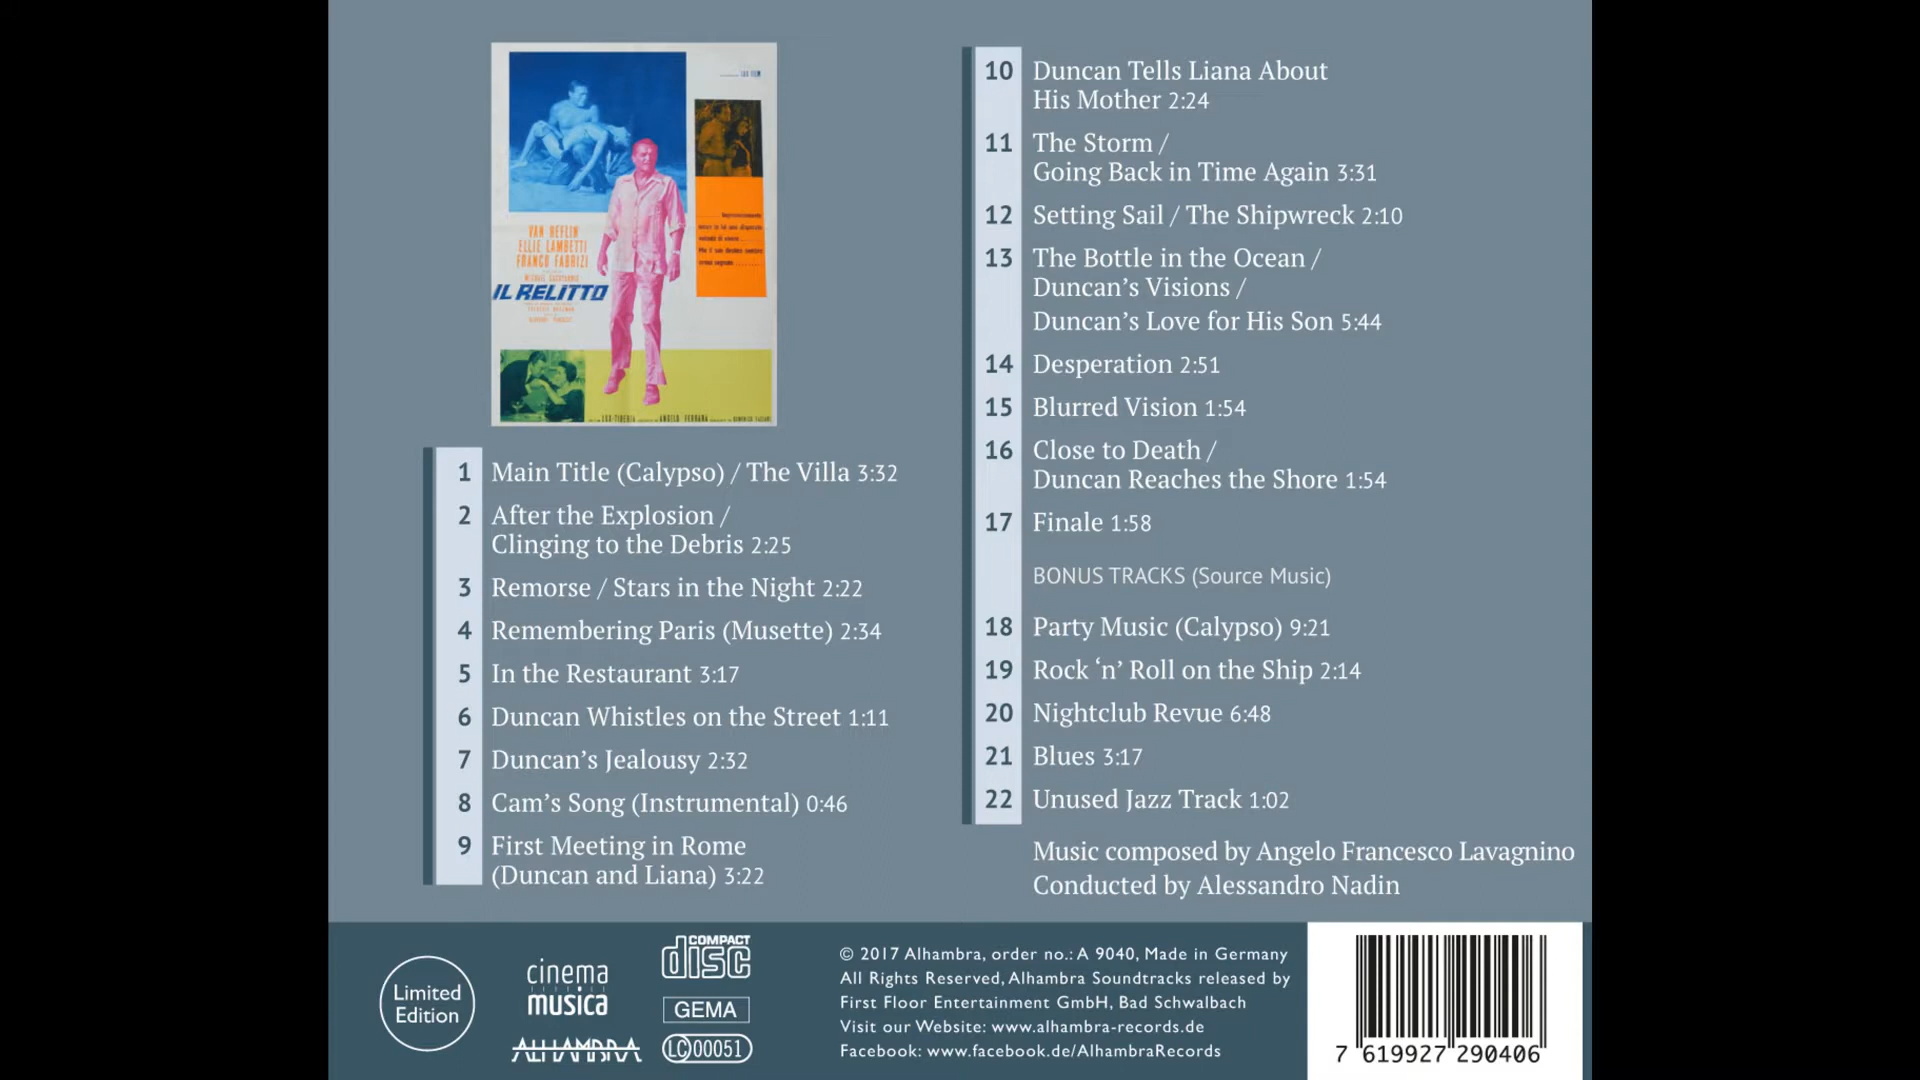 LUX FILM
VAN HEFLIN
ELLIE LAMBETTI
FRANCO FABRIZI
IL RELITTO
1 Main Title (Calypso) / The Villa 3:32
2 After the Explosion /
Clinging to the Debris 2:25
3 Remorse / Stars in the Night 2:22
4 Remembering Paris (Musette) 2:34
5 In the Restaurant 3:17
6 Duncan Whistles on the Street 1:11
7 Duncan’s Jealousy 2:32
8 Cam’s Song (Instrumental) 0:46
9 First Meeting in Rome
(Duncan and Liana) 3:22
10 Duncan Tells Liana About
His Mother 2:24
11 The Storm /
Going Back in Time Again 3:31
12 Setting Sail / The Shipwreck 2:10
13 The Bottle in the Ocean /
Duncan’s Visions /
Duncan’s Love for His Son 5:44
14 Desperation 2:51
15 Blurred Vision 1:54
16 Close to Death /
Duncan Reaches the Shore 1:54
17 Finale 1:58
BONUS TRACKS (Source Music)
18 Party Music (Calypso) 9:21
19 Rock ‘n’ Roll on the Ship 2:14
20 Nightclub Revue 6:48
21 Blues 3:17
22 Unused Jazz Track 1:02
Music composed by Angelo Francesco Lavagnino
Conducted by Alessandro Nadin
Limited
Edition
cinema
musica
ALHAMBRA
COMPACT
disc
GEMA
LC 00051
© 2017 Alhambra, order no.: A 9040, Made in Germany
All Rights Reserved, Alhambra Soundtracks released by
First Floor Entertainment GmbH, Bad Schwalbach
Visit our Website: www.alhambra-records.de
Facebook: www.facebook.de/AlhambraRecords
7 619927 290406